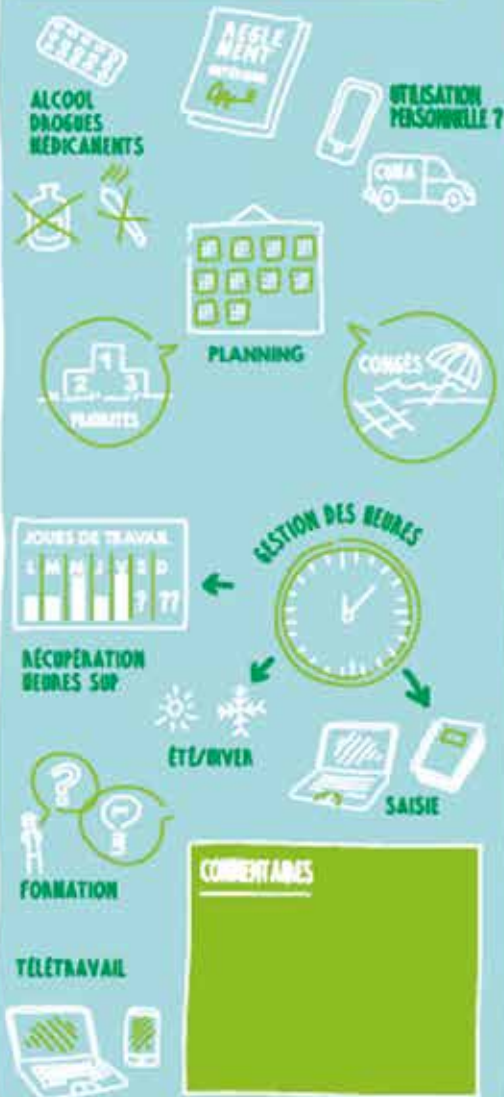 RÈGLE
MENT
INTÉRIEUR
ALCOOL
DROGUES
MÉDICAMENTS
UTILISATION
PERSONNELLE ?
CUMA
PLANNING
1
2 3
PRIORITÉS
CONGÉS
GESTION DES HEURES
JOURS DE TRAVAIL
L M M J V S D
? ??
RÉCUPÉRATION
HEURES SUP
ÉTÉ/HIVER
SAISIE
?
FORMATION
COMMENTAIRES
TÉLÉTRAVAIL